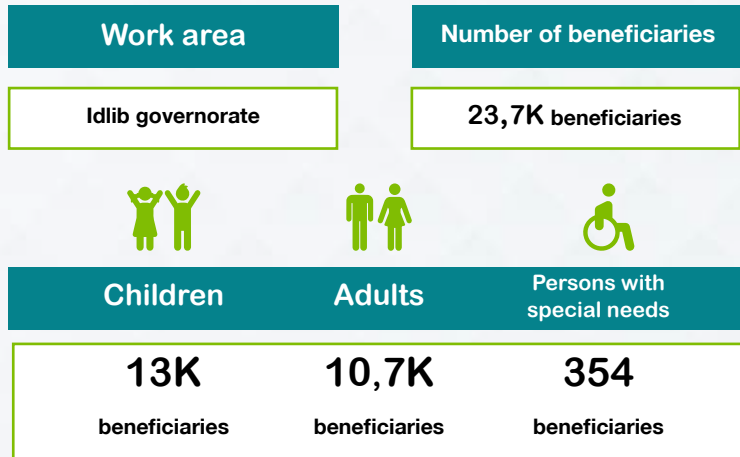 Work area
Number of beneficiaries
Idlib governorate
23,7K beneficiaries
Children
Adults
Persons with
special needs
13K
10,7K
354
beneficiaries
beneficiaries
beneficiaries